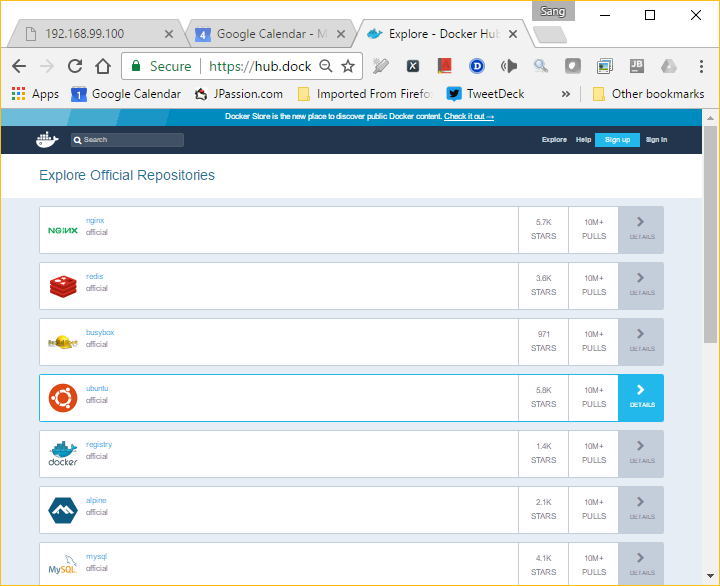 Sang
192.168.99.100
4 Google Calendar - M
Explore - Docker Hub
Secure https://hub.dock
Apps 1 Google Calendar JPassion.com Imported From Firefo TweetDeck » Other bookmarks
Docker Store is the new place to discover public Docker content. Check it out →
Search Explore Help Sign up Sign In
Explore Official Repositories
NGINX nginx
official
5.7K STARS
10M+ PULLS
DETAILS
redis
official
3.6K STARS
10M+ PULLS
DETAILS
busybox
official
971 STARS
10M+ PULLS
DETAILS
ubuntu
official
5.8K STARS
10M+ PULLS
DETAILS
docker registry
official
1.4K STARS
10M+ PULLS
DETAILS
alpine
official
2.1K STARS
10M+ PULLS
DETAILS
MySQL mysql
official
4.1K STARS
10M+ PULLS
DETAILS